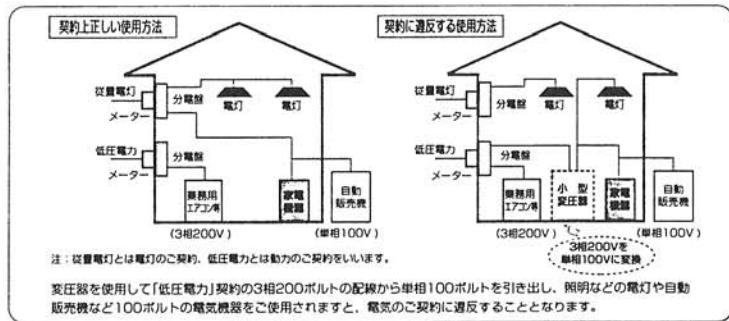 契約上正しい使用方法
従量電灯
メーター
分電盤
電灯
電灯
低圧電力
メーター
分電盤
業務用
エアコン等
家電
機器
自動
販売機
(3相200V)
(単相100V)
契約に違反する使用方法
従量電灯
メーター
分電盤
電灯
電灯
低圧電力
メーター
分電盤
業務用
エアコン等
小型
変圧器
家電
機器
自動
販売機
(3相200V)
(単相100V)
3相200Vを
単相100Vに変換
注：従量電灯とは電灯のご契約、低圧電力とは動力のご契約をいいます。
変圧器を使用して「低圧電力」契約の3相200ボルトの配線から単相100ボルトを引き出し、照明などの電灯や自動
販売機など100ボルトの電気機器をご使用されますと、電気のご契約に違反することとなります。